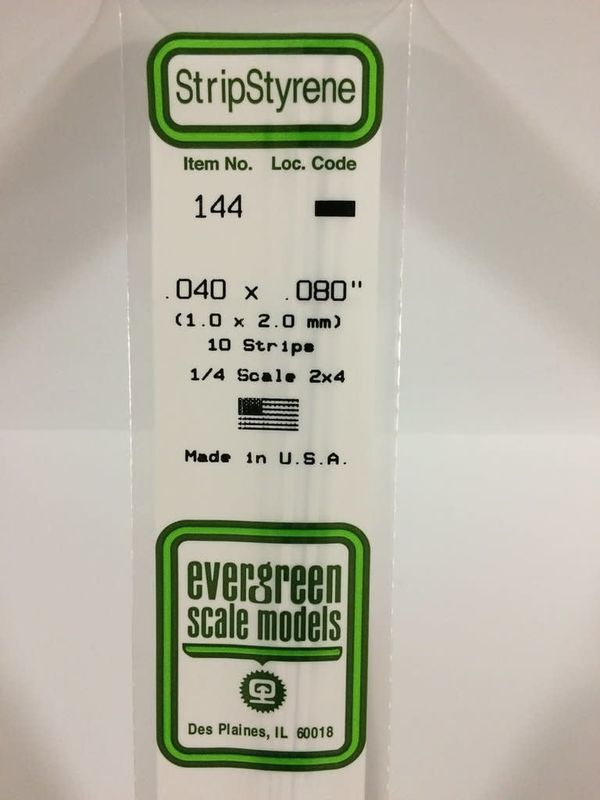 StripStyrene
Item No. Loc. Code
144
.040 x .080"
(1.0 x 2.0 mm)
10 Strips
1/4 Scale 2x4
Made in U.S.A.
evergreen
scale models
Des Plaines, IL 60018